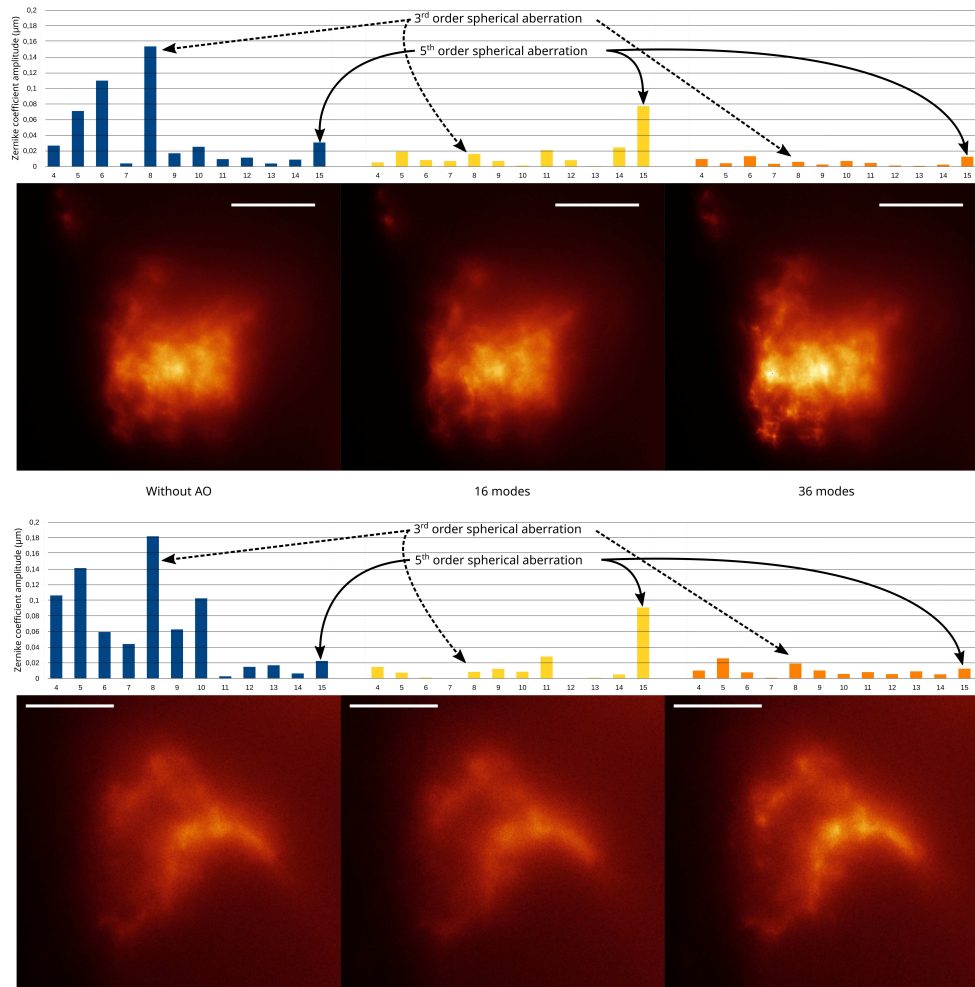 Zernike coefficient amplitude (µm)
0,2
0,18
0,16
0,14
0,12
0,1
0,08
0,06
0,04
0,02
0
3rd order spherical aberration
5th order spherical aberration
4 5 6 7 8 9 10 11 12 13 14 15
4 5 6 7 8 9 10 11 12 13 14 15
4 5 6 7 8 9 10 11 12 13 14 15
Without AO
16 modes
36 modes
Zernike coefficient amplitude (µm)
0,2
0,18
0,16
0,14
0,12
0,1
0,08
0,06
0,04
0,02
0
3rd order spherical aberration
5th order spherical aberration
4 5 6 7 8 9 10 11 12 13 14 15
4 5 6 7 8 9 10 11 12 13 14 15
4 5 6 7 8 9 10 11 12 13 14 15